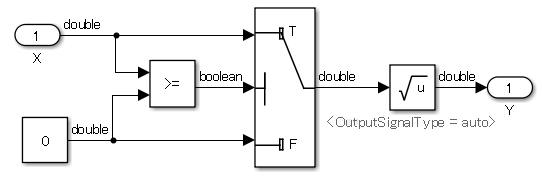 double
1
X
>=
boolean
0
double
T
F
double
√u
double
1
Y
<OutputSignalType = auto>